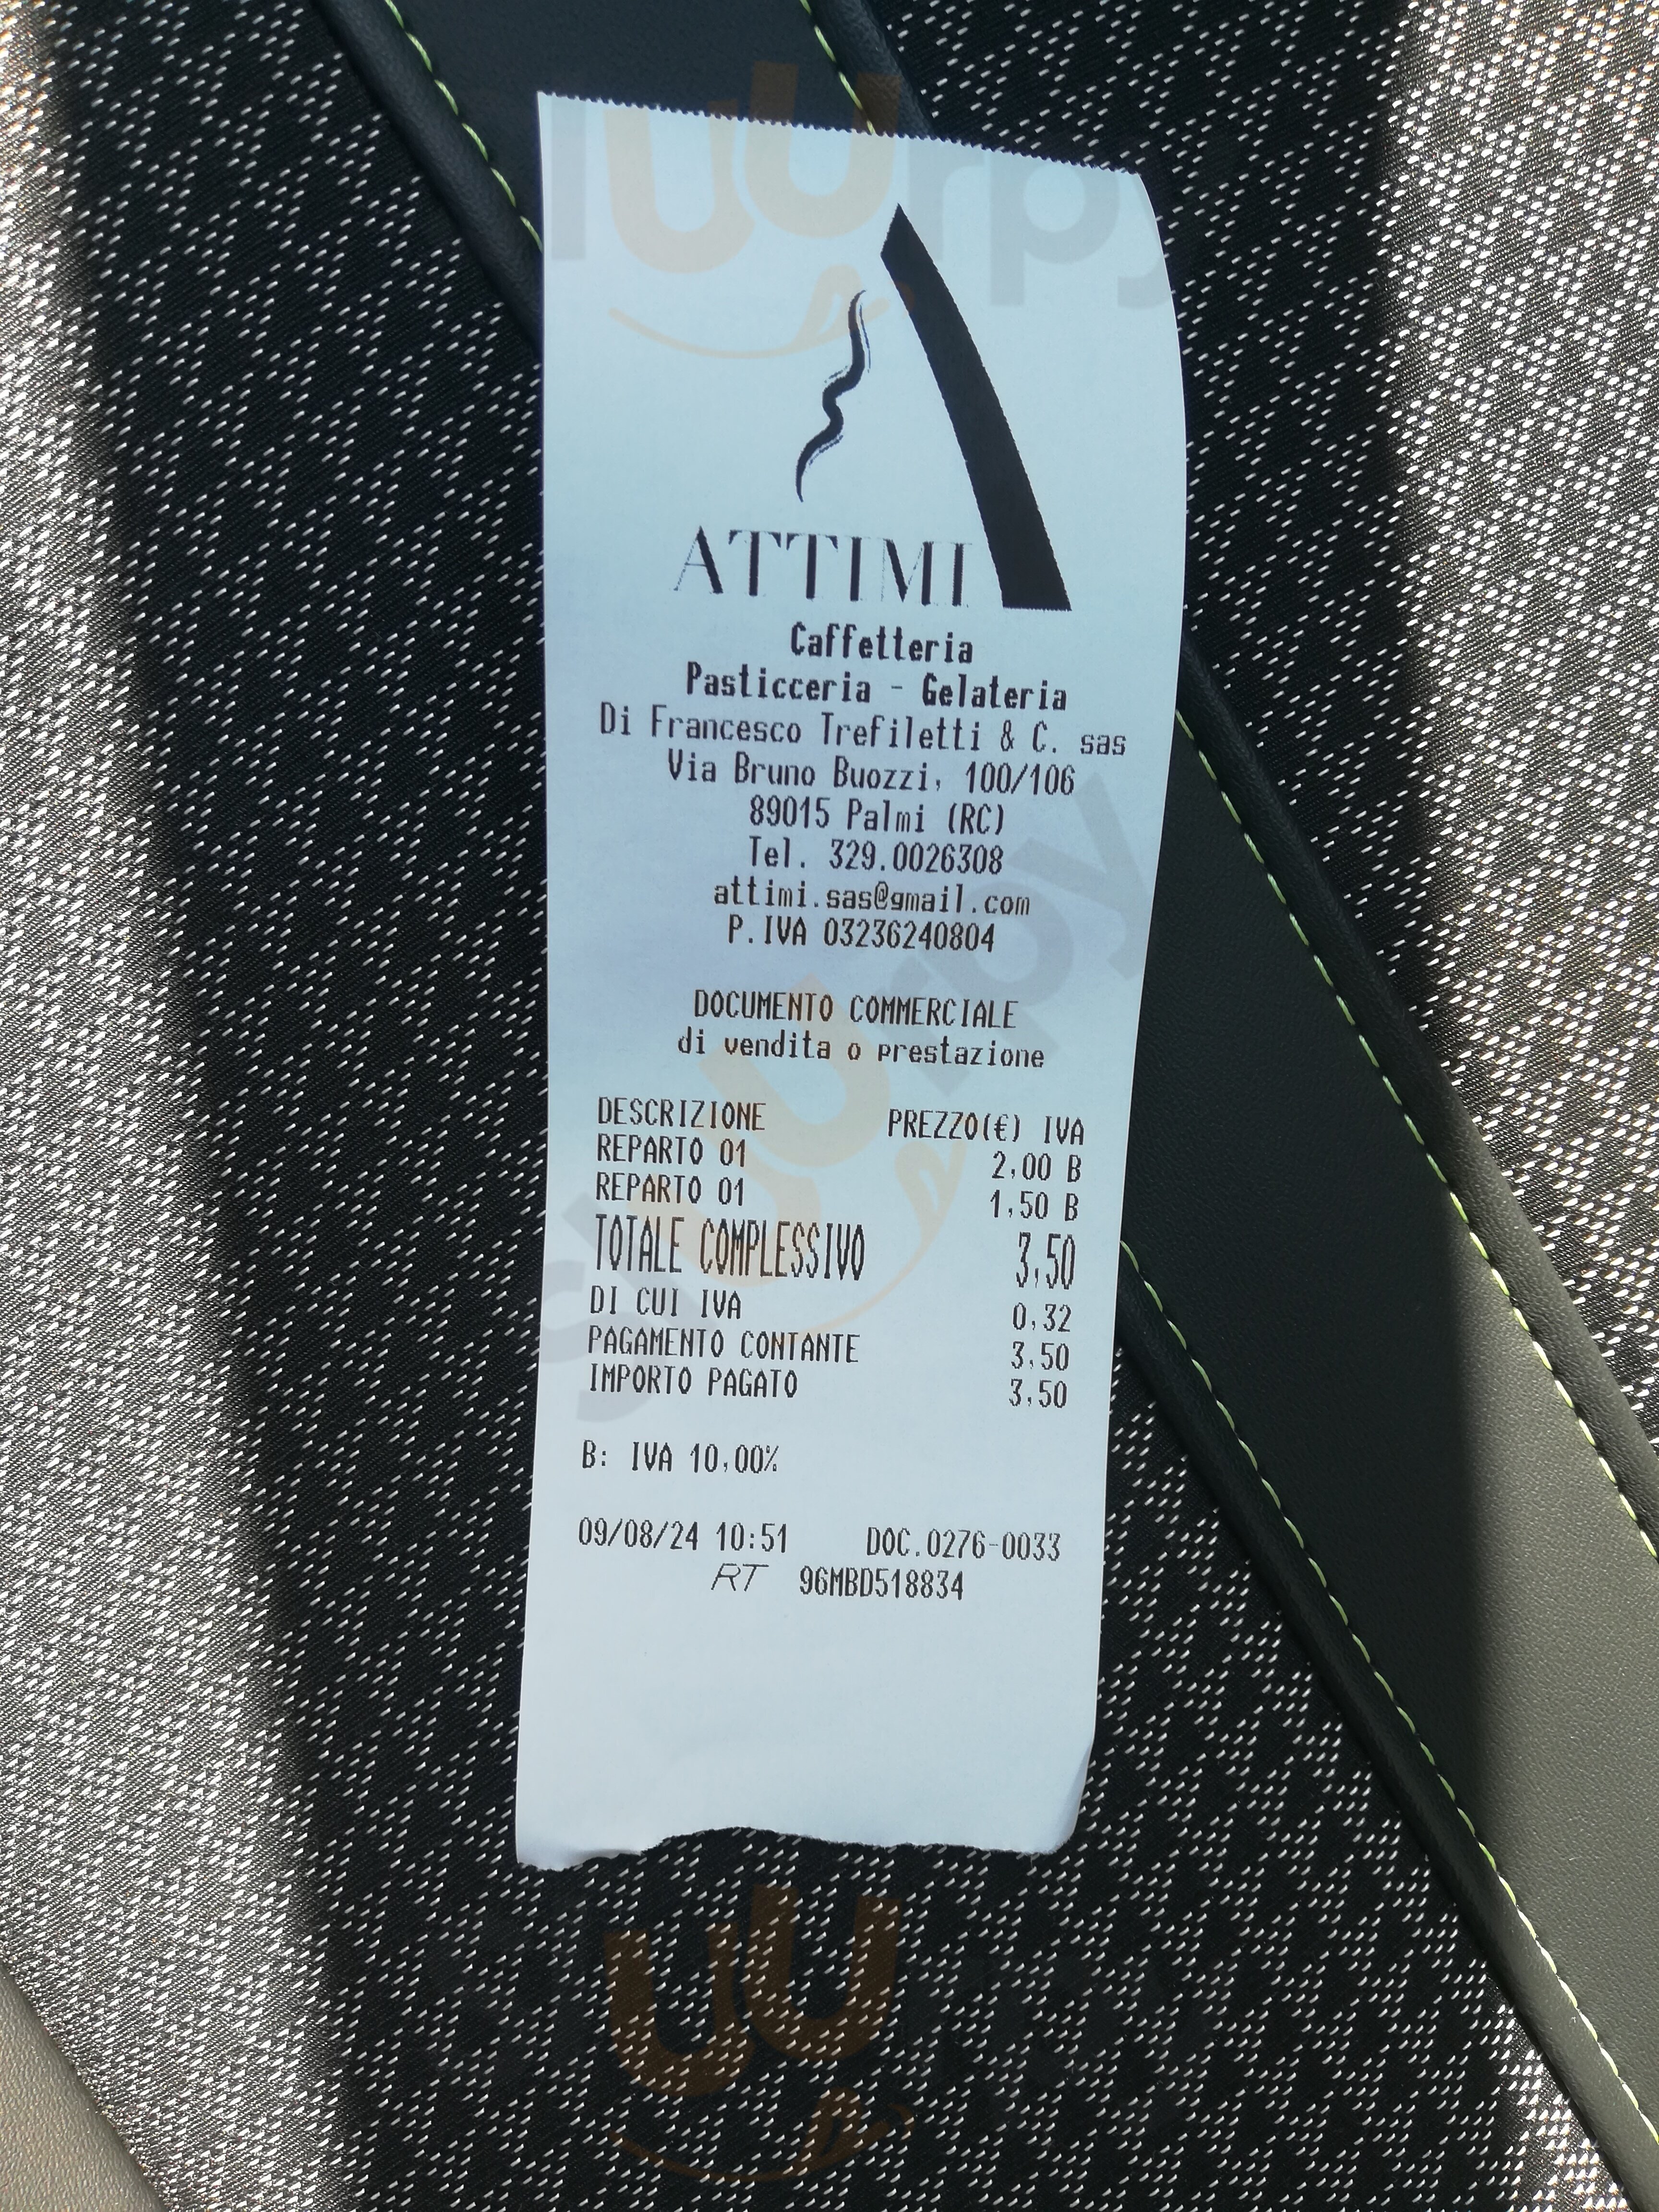 ATTIMI
Caffetteria
Pasticceria - Gelateria
Di Francesco Trefiletti & C. sas
Via Bruno Buozzi, 100/106
89015 Palmi (RC)
Tel. 329.0026308
attimi.sas@gmail.com
P.IVA 03236240804
DOCUMENTO COMMERCIALE
di vendita o prestazione
DESCRIZIONE PREZZO(€) IVA
REPARTO 01 2,00 B
REPARTO 01 1,50 B
TOTALE COMPLESSIVO 3,50
DI CUI IVA 0,32
PAGAMENTO CONTANTE 3,50
IMPORTO PAGATO 3,50
B: IVA 10,00%
09/08/24 10:51 DOC.0276-0033
RT 96MBD518834